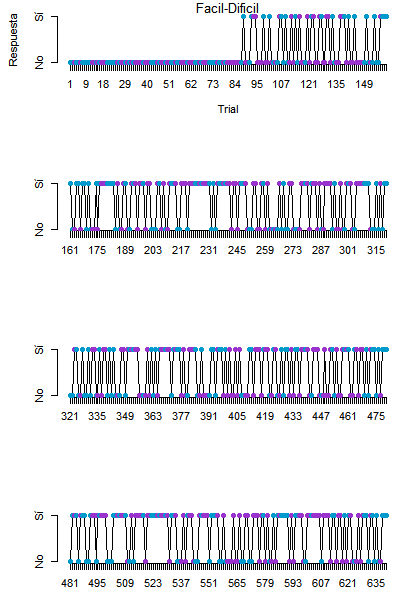 Facil-Dificil
Respuesta
Sí
No
1 9 18 29 40 51 62 73 84 95 107 121 135 149
Trial
Sí
No
161 175 189 203 217 231 245 259 273 287 301 315
Sí
No
321 335 349 363 377 391 405 419 433 447 461 475
Sí
No
481 495 509 523 537 551 565 579 593 607 621 635